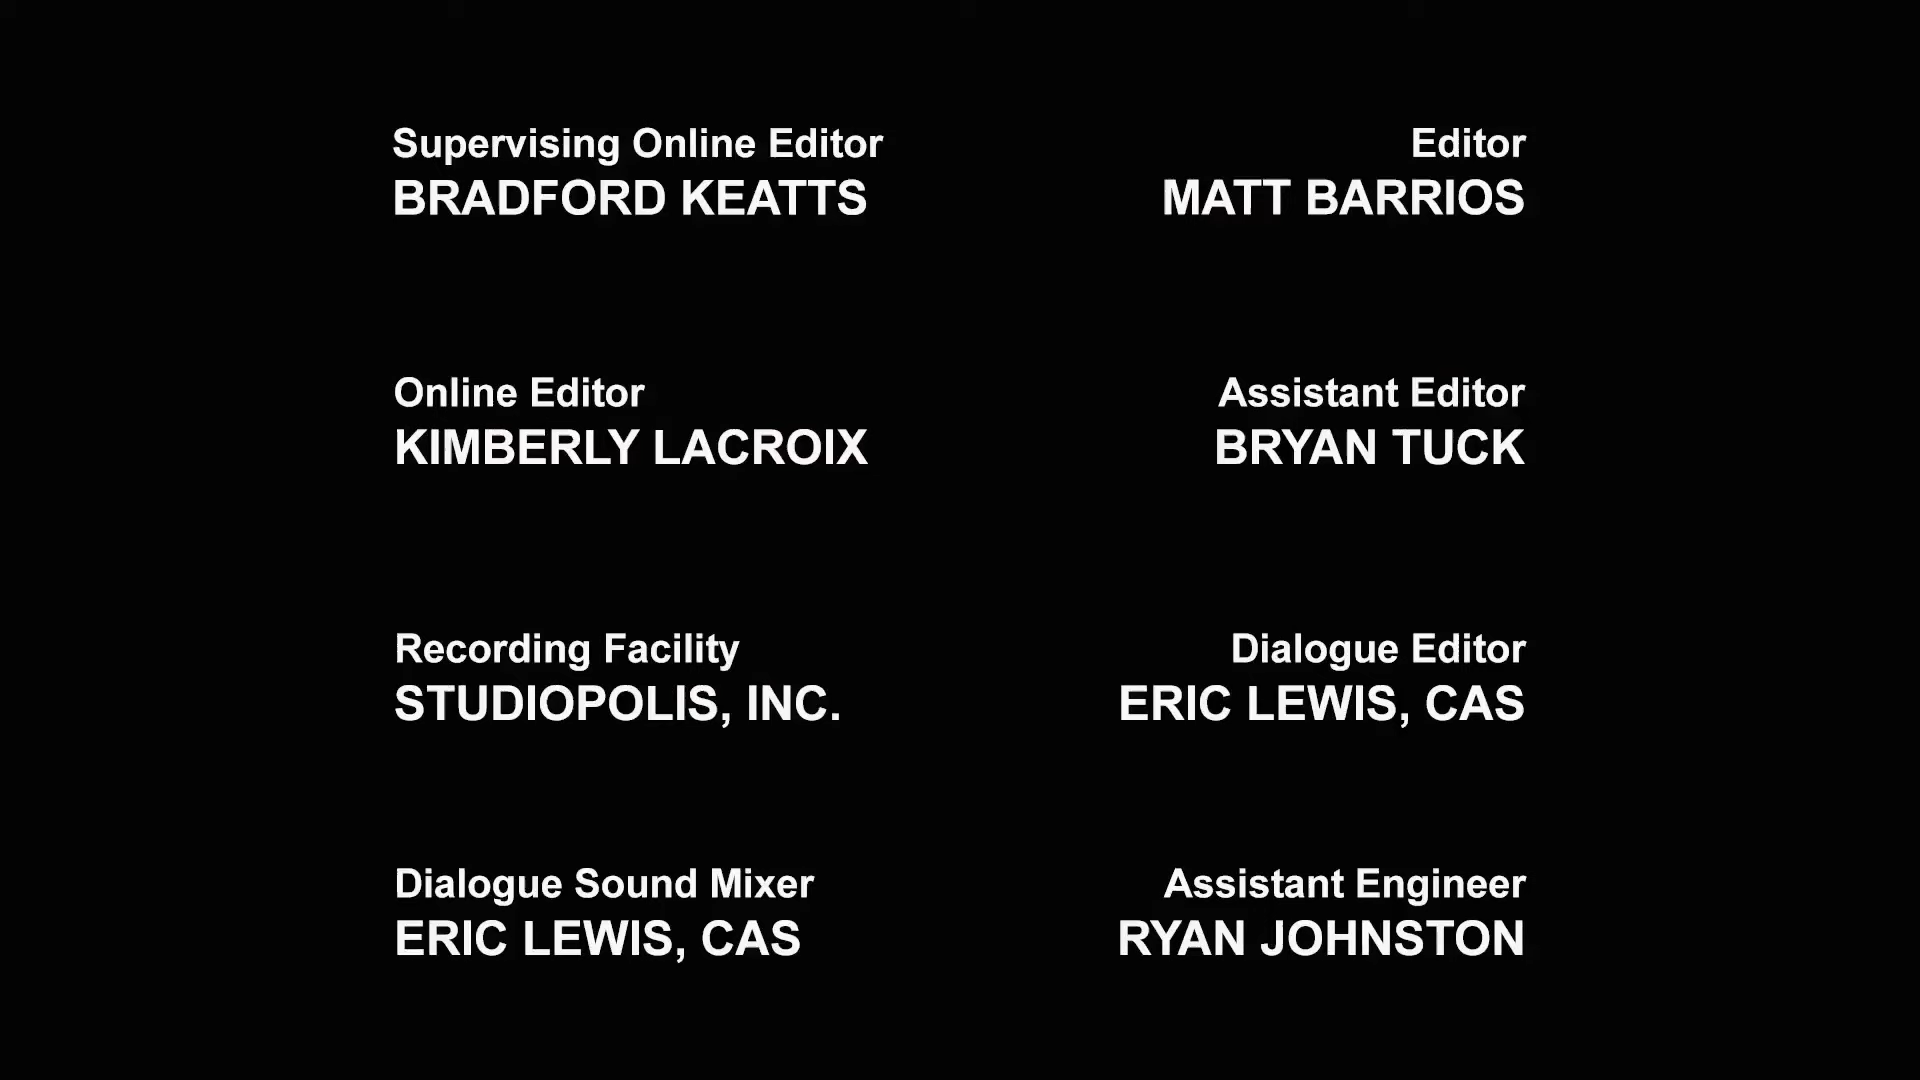 Supervising Online Editor
BRADFORD KEATTS
Editor
MATT BARRIOS
Online Editor
KIMBERLY LACROIX
Assistant Editor
BRYAN TUCK
Recording Facility
STUDIOPOLIS, INC.
Dialogue Editor
ERIC LEWIS, CAS
Dialogue Sound Mixer
ERIC LEWIS, CAS
Assistant Engineer
RYAN JOHNSTON